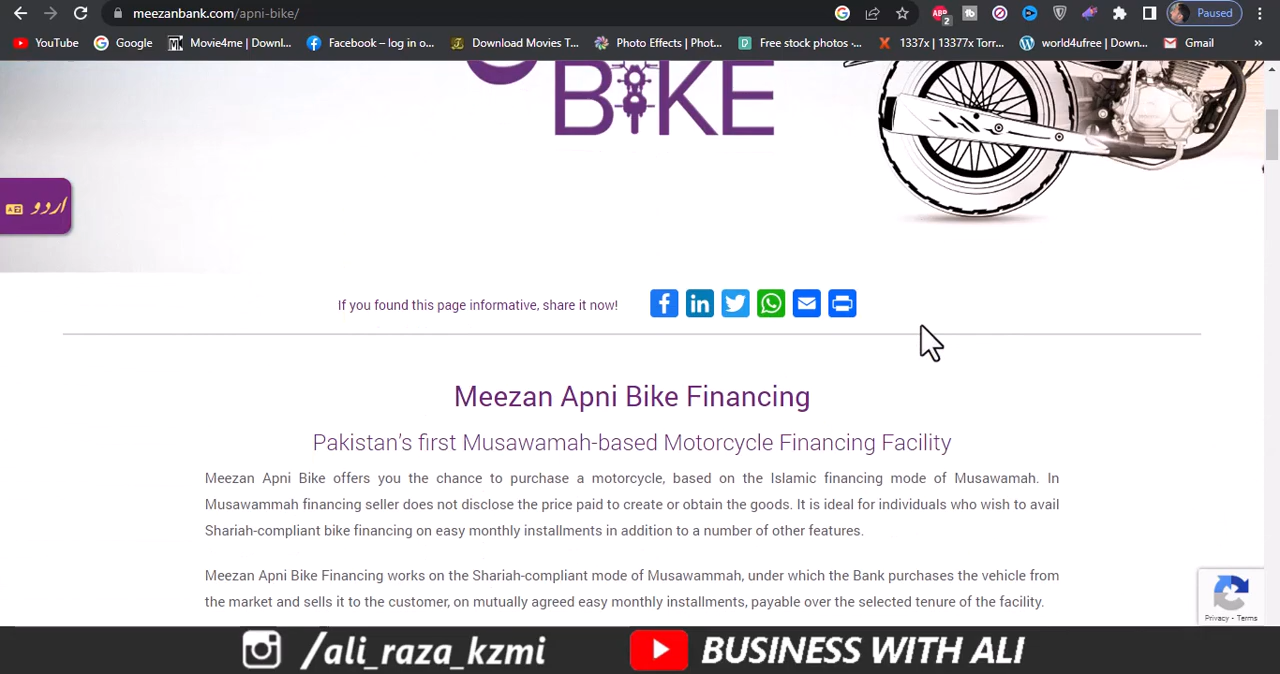 meezanbank.com/apni-bike/
Paused
YouTube
Google
Movie4me | Downl...
Facebook – log in o...
Download Movies T...
Photo Effects | Phot...
Free stock photos -...
1337x | 13377x Torr...
world4ufree | Down...
Gmail
»
BIKE
اردو
If you found this page informative, share it now!
Meezan Apni Bike Financing
Pakistan's first Musawamah-based Motorcycle Financing Facility
Meezan Apni Bike offers you the chance to purchase a motorcycle, based on the Islamic financing mode of Musawamah. In
Musawammah financing seller does not disclose the price paid to create or obtain the goods. It is ideal for individuals who wish to avail
Shariah-compliant bike financing on easy monthly installments in addition to a number of other features.
Meezan Apni Bike Financing works on the Shariah-compliant mode of Musawammah, under which the Bank purchases the vehicle from
the market and sells it to the customer, on mutually agreed easy monthly installments, payable over the selected tenure of the facility.
Privacy - Terms
/ali_raza_kzmi
BUSINESS WITH ALI